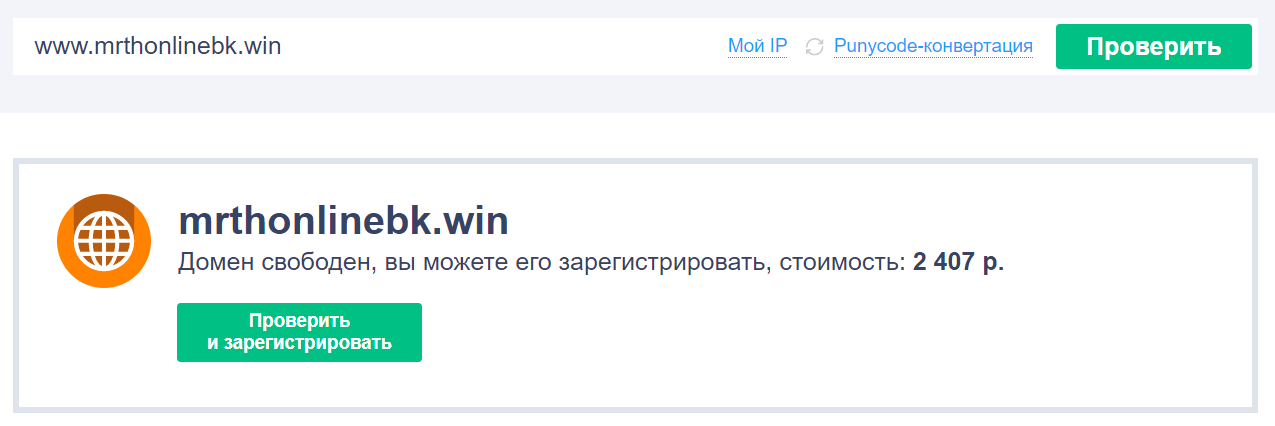 www.mrthonlinebk.win
Мой IP
Punycode-конвертация
Проверить
mrthonlinebk.win
Домен свободен, вы можете его зарегистрировать, стоимость: 2 407 р.
Проверить
и зарегистрировать